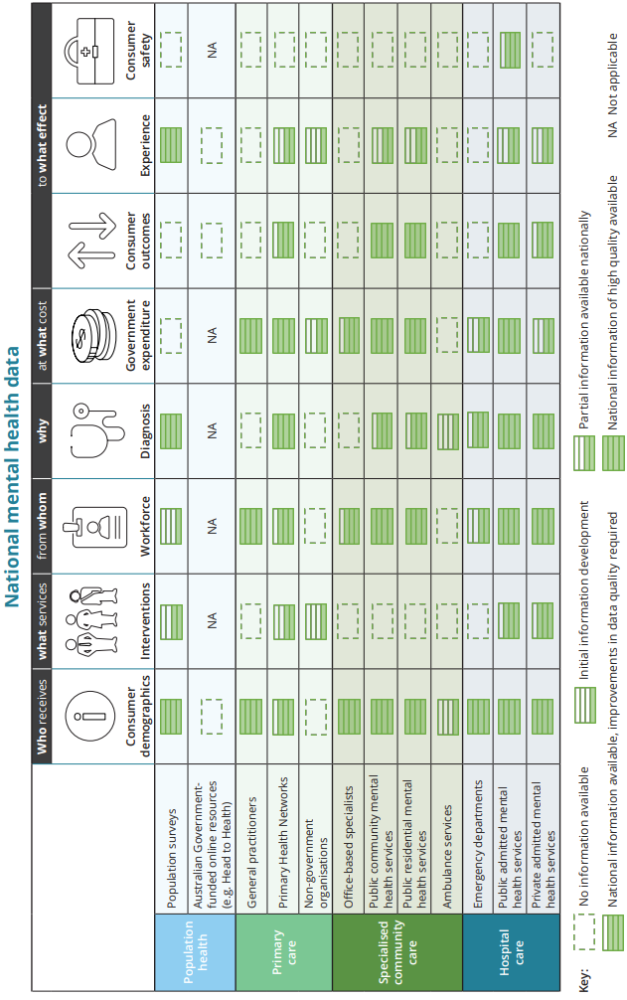 National mental health data
Who receives
what services
from whom
why
at what cost
to what effect
Consumer
demographics
Interventions
Workforce
Diagnosis
Government
expenditure
Consumer
outcomes
Experience
Consumer
safety
Population
health
Population surveys
Australian Government-
funded online resources
(e.g. Head to Health)
NA
NA
NA
NA
NA
Primary
care
General practitioners
Primary Health Networks
Non-government
organisations
Specialised
community
care
Office-based specialists
Public community mental
health services
Public residential mental
health services
Ambulance services
Hospital
care
Emergency departments
Public admitted mental
health services
Private admitted mental
health services
Key:
No information available
Initial information development
Partial information available nationally
National information available, improvements in data quality required
National information of high quality available
NA Not applicable